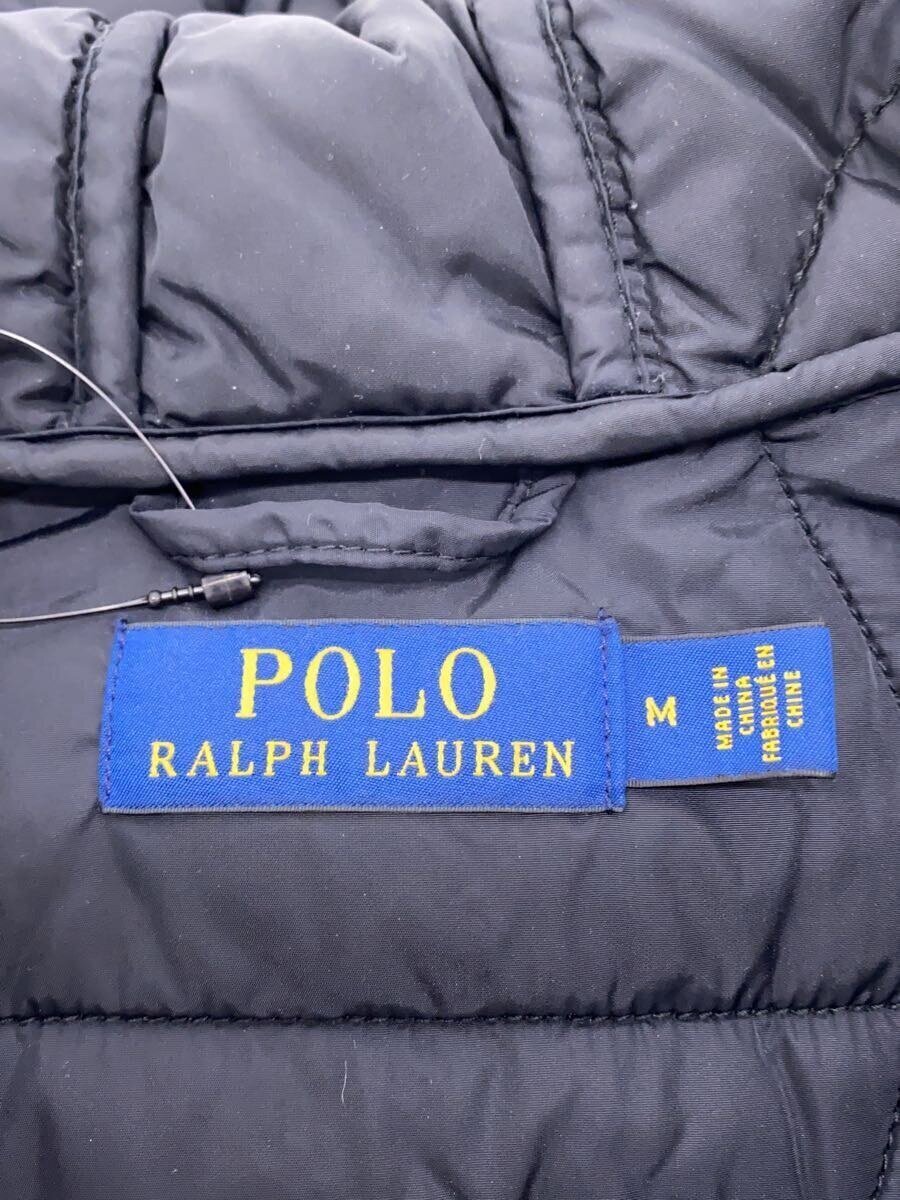 POLO
RALPH LAUREN
M
MADE IN
CHINA
FABRIQUÉ EN
CHINE